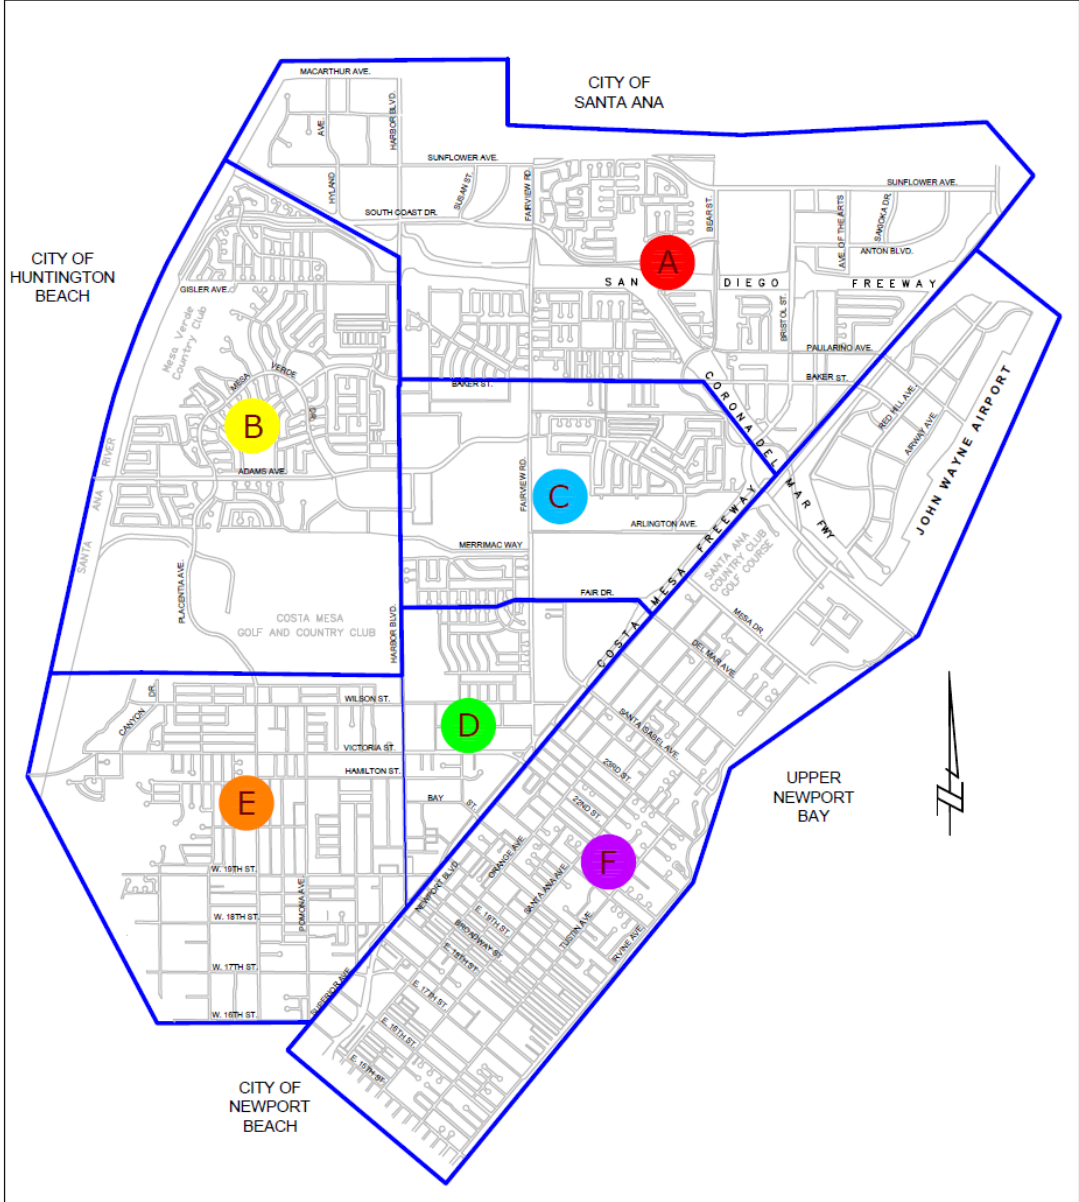 MACARTHUR AVE.
CITY OF
SANTA ANA
HARBOR BLVD.
AVE.
HYLAND
SUNFLOWER AVE.
FAIRVIEW RD.
SUSAN ST.
SOUTH COAST DR.
BEAR ST.
SUNFLOWER AVE.
AVE. OF THE ARTS
SAKIOKA DR.
ANTON BLVD.
CITY OF
HUNTINGTON
BEACH
A
SAN DIEGO FREEWAY
GISLER AVE.
Mesa Verde
Country Club
BRISTOL ST.
PAULARINO AVE.
MESA VERDE DR.
BAKER ST.
BAKER ST.
CORONA DEL MAR FWY
RED HILL AVE.
AIRWAY AVE.
JOHN WAYNE AIRPORT
B
ADAMS AVE.
SANTA ANA RIVER
FAIRVIEW RD.
C
ARLINGTON AVE.
MERRIMAC WAY
COSTA MESA FREEWAY
SANTA ANA
COUNTRY CLUB
GOLF COURSE
PLACENTIA AVE.
FAIR DR.
COSTA MESA
GOLF AND COUNTRY CLUB
HARBOR BLVD.
MESA DR.
DEL MAR AVE.
CANYON DR.
WILSON ST.
D
SANTA ISABEL AVE.
VICTORIA ST.
HAMILTON ST.
23RD ST.
UPPER
NEWPORT
BAY
E
BAY ST.
22ND ST.
ORANGE AVE.
F
W. 19TH ST.
POMONA AVE.
NEWPORT BLVD
SANTA ANA AVE.
E. 19TH ST.
BROADWAY ST.
TUSTIN AVE.
IRVINE AVE.
W. 18TH ST.
E. 18TH ST.
W. 17TH ST.
E. 17TH ST.
SUPERIOR AVE.
W. 16TH ST.
E. 16TH ST.
E. 15TH ST.
CITY OF
NEWPORT
BEACH